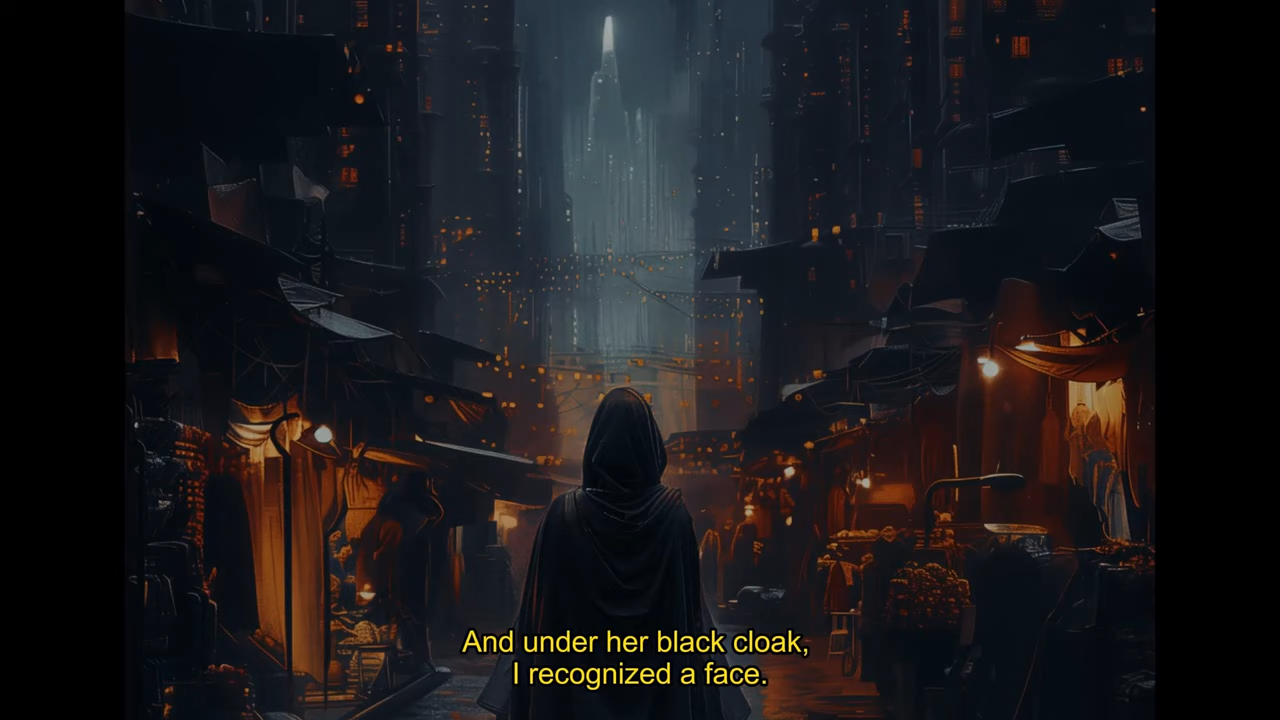 And under her black cloak,
I recognized a face.